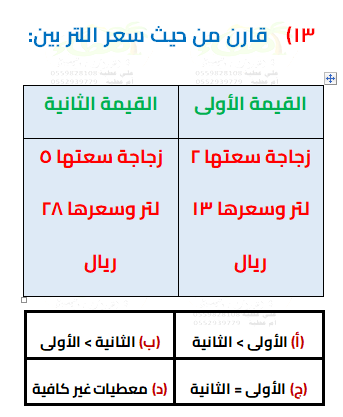 ١٣) قارن من حيث سعر اللتر بين:
القيمة الأولى
القيمة الثانية
زجاجة سعتها ٢
لتر وسعرها ١٣
ريال
زجاجة سعتها ٥
لتر وسعرها ٢٨
ريال
(أ) الأولى > الثانية
(ب) الثانية > الأولى
(ج) الأولى = الثانية
(د) معطيات غير كافية